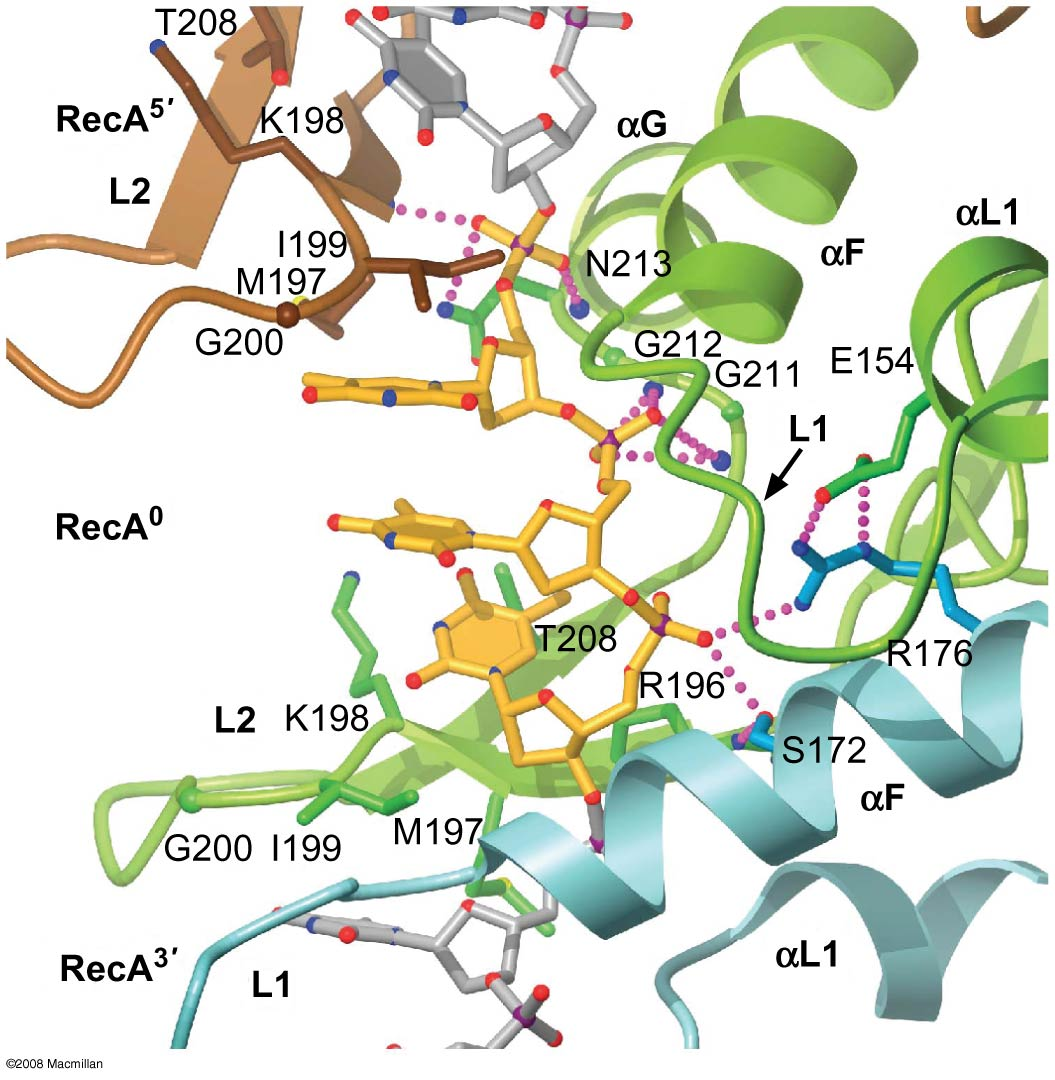 T208
RecA5′
K198
αG
L2
αL1
I199
N213
αF
M197
G200
G212
G211
E154
L1
RecA0
T208
R176
R196
L2
K198
S172
αF
M197
G200
I199
RecA3′
αL1
L1
©2008 Macmillan